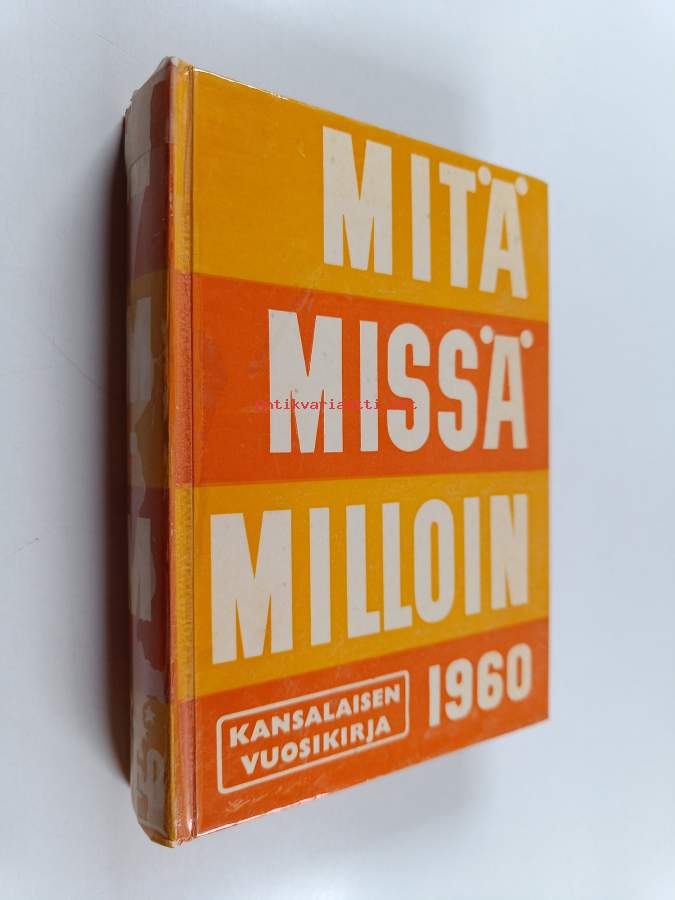 MITÄ
MISSÄ
MILLOIN
1960
KANSALAISEN
VUOSIKIRJA
M
M
M